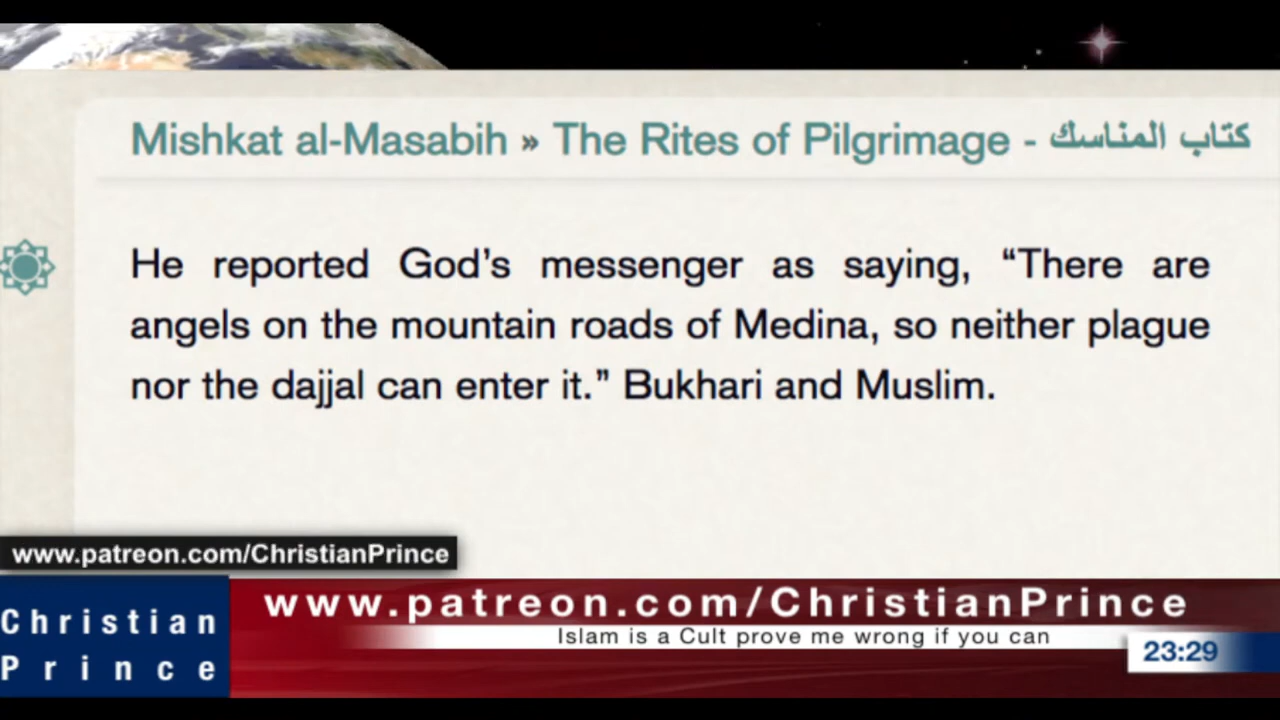 Mishkat al-Masabih » The Rites of Pilgrimage - كتاب المناسك
He reported God's messenger as saying, “There are
angels on the mountain roads of Medina, so neither plague
nor the dajjal can enter it.” Bukhari and Muslim.
www.patreon.com/ChristianPrince
Christian
Prince
www.patreon.com/ChristianPrince
Islam is a Cult prove me wrong if you can
23:29